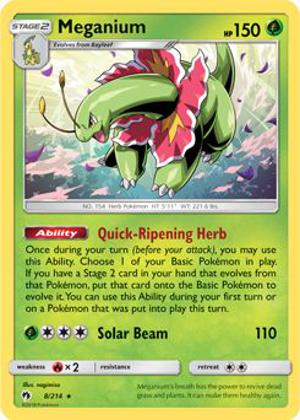 STAGE2 Meganium HP150
Evolves from Bayleef
NO. 154 Herb Pokémon HT: 5'11" WT: 221.6 lbs.
Ability Quick-Ripening Herb
Once during your turn (before your attack), you may use
this Ability. Choose 1 of your Basic Pokémon in play.
If you have a Stage 2 card in your hand that evolves from
that Pokémon, put that card onto the Basic Pokémon to
evolve it. You can use this Ability during your first turn or
on a Pokémon that was put into play this turn.
Solar Beam 110
weakness ×2 resistance retreat
Illus. nagimiso
8/214
Meganium's breath has the power to revive dead
grass and plants. It can make them healthy again.
©2018 Pokémon